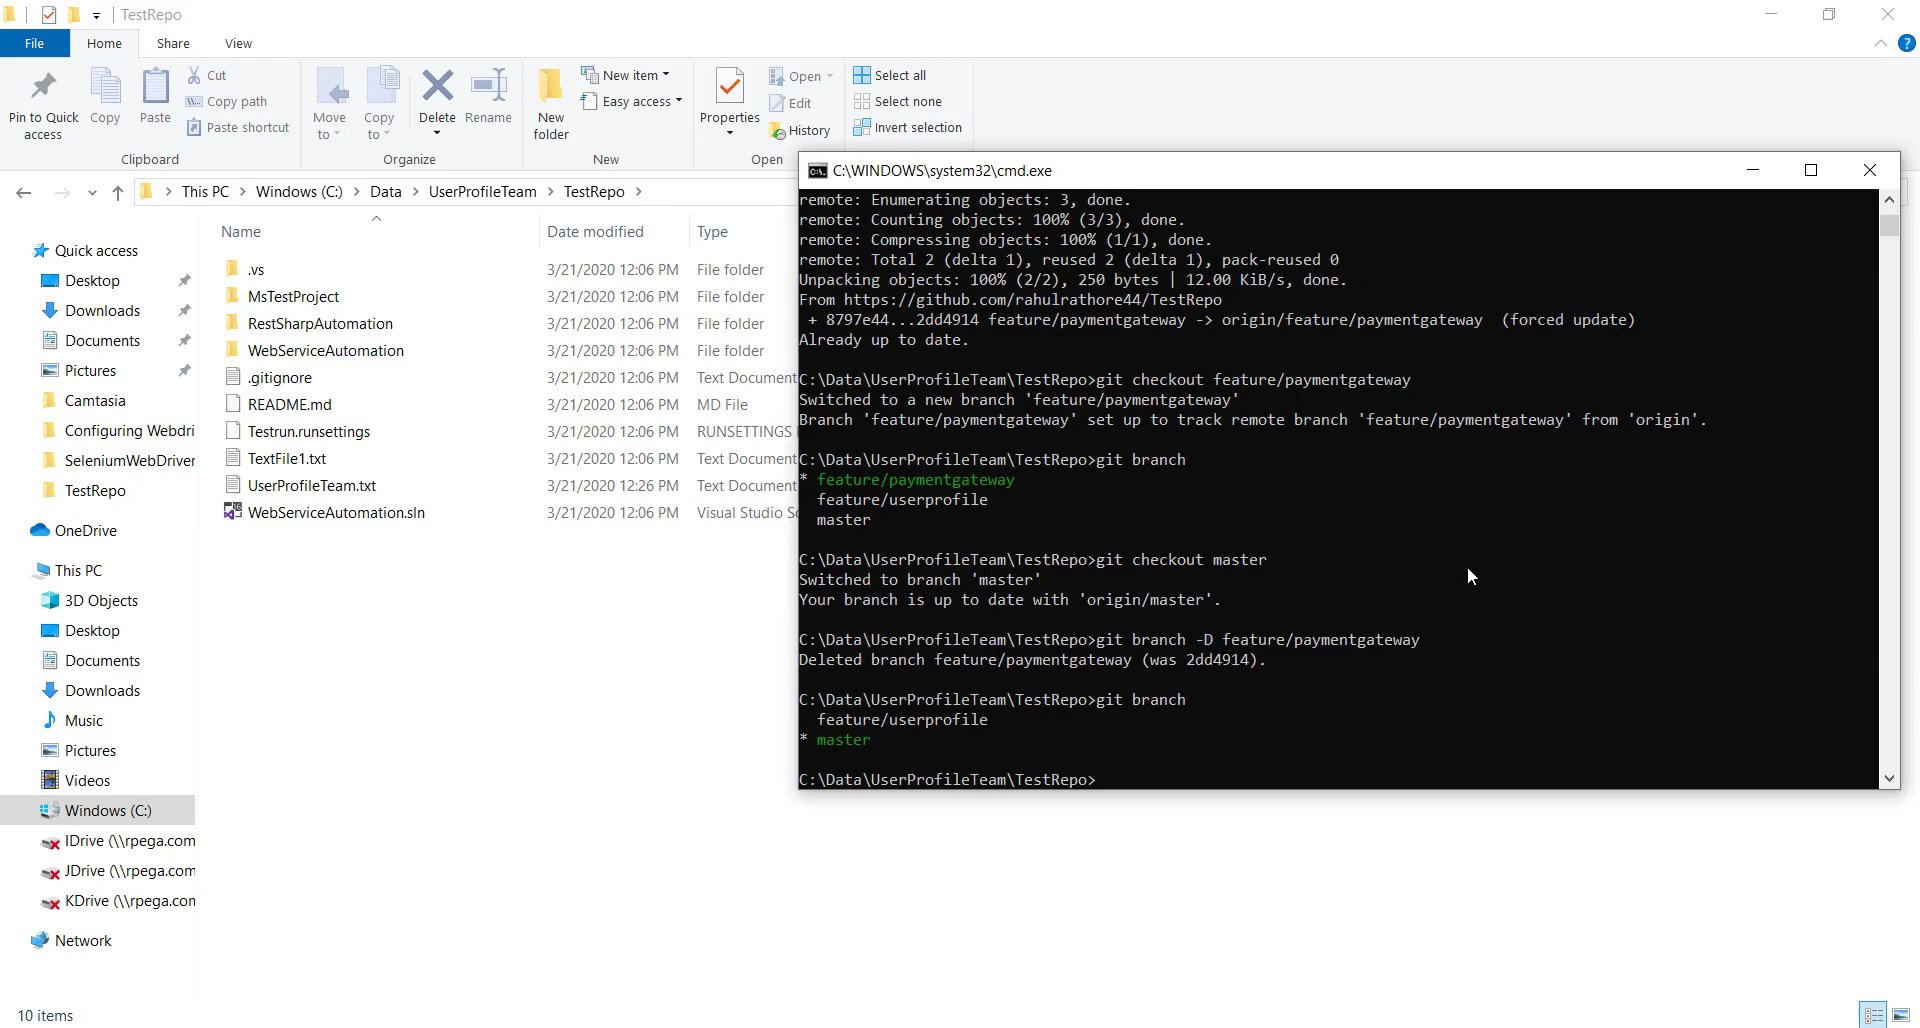 TestRepo
File Home Share View
Pin to Quick access
Copy
Paste
Cut
Copy path
Paste shortcut
Clipboard
Move to
Copy to
Delete
Rename
Organize
New folder
New item
Easy access
New
Properties
Open
Edit
History
Open
Select all
Select none
Invert selection
This PC > Windows (C:) > Data > UserProfileTeam > TestRepo >
Quick access
Desktop
Downloads
Documents
Pictures
Camtasia
Configuring Webdri
SeleniumWebDriver
TestRepo
OneDrive
This PC
3D Objects
Desktop
Documents
Downloads
Music
Pictures
Videos
Windows (C:)
IDrive (\\rpega.com
JDrive (\\rpega.com
KDrive (\\rpega.con
Network
Name Date modified Type
.vs 3/21/2020 12:06 PM File folder
MsTestProject 3/21/2020 12:06 PM File folder
RestSharpAutomation 3/21/2020 12:06 PM File folder
WebServiceAutomation 3/21/2020 12:06 PM File folder
.gitignore 3/21/2020 12:06 PM Text Document
README.md 3/21/2020 12:06 PM MD File
Testrun.runsettings 3/21/2020 12:06 PM RUNSETTINGS
TextFile1.txt 3/21/2020 12:06 PM Text Document
UserProfileTeam.txt 3/21/2020 12:26 PM Text Document
WebServiceAutomation.sln 3/21/2020 12:06 PM Visual Studio So
C:\WINDOWS\system32\cmd.exe
remote: Enumerating objects: 3, done.
remote: Counting objects: 100% (3/3), done.
remote: Compressing objects: 100% (1/1), done.
remote: Total 2 (delta 1), reused 2 (delta 1), pack-reused 0
Unpacking objects: 100% (2/2), 250 bytes | 12.00 KiB/s, done.
From https://github.com/rahulrathore44/TestRepo
+ 8797e44...2dd4914 feature/paymentgateway -> origin/feature/paymentgateway (forced update)
Already up to date.
C:\Data\UserProfileTeam\TestRepo>git checkout feature/paymentgateway
Switched to a new branch 'feature/paymentgateway'
Branch 'feature/paymentgateway' set up to track remote branch 'feature/paymentgateway' from 'origin'.
C:\Data\UserProfileTeam\TestRepo>git branch
* feature/paymentgateway
feature/userprofile
master
C:\Data\UserProfileTeam\TestRepo>git checkout master
Switched to branch 'master'
Your branch is up to date with 'origin/master'.
C:\Data\UserProfileTeam\TestRepo>git branch -D feature/paymentgateway
Deleted branch feature/paymentgateway (was 2dd4914).
C:\Data\UserProfileTeam\TestRepo>git branch
feature/userprofile
* master
C:\Data\UserProfileTeam\TestRepo>
10 items